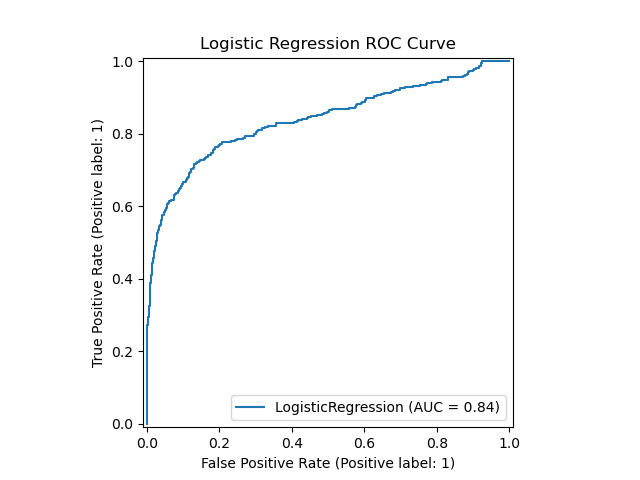 Logistic Regression ROC Curve
1.0
0.8
0.6
0.4
0.2
0.0
True Positive Rate (Positive label: 1)
LogisticRegression (AUC = 0.84)
0.0 0.2 0.4 0.6 0.8 1.0
False Positive Rate (Positive label: 1)